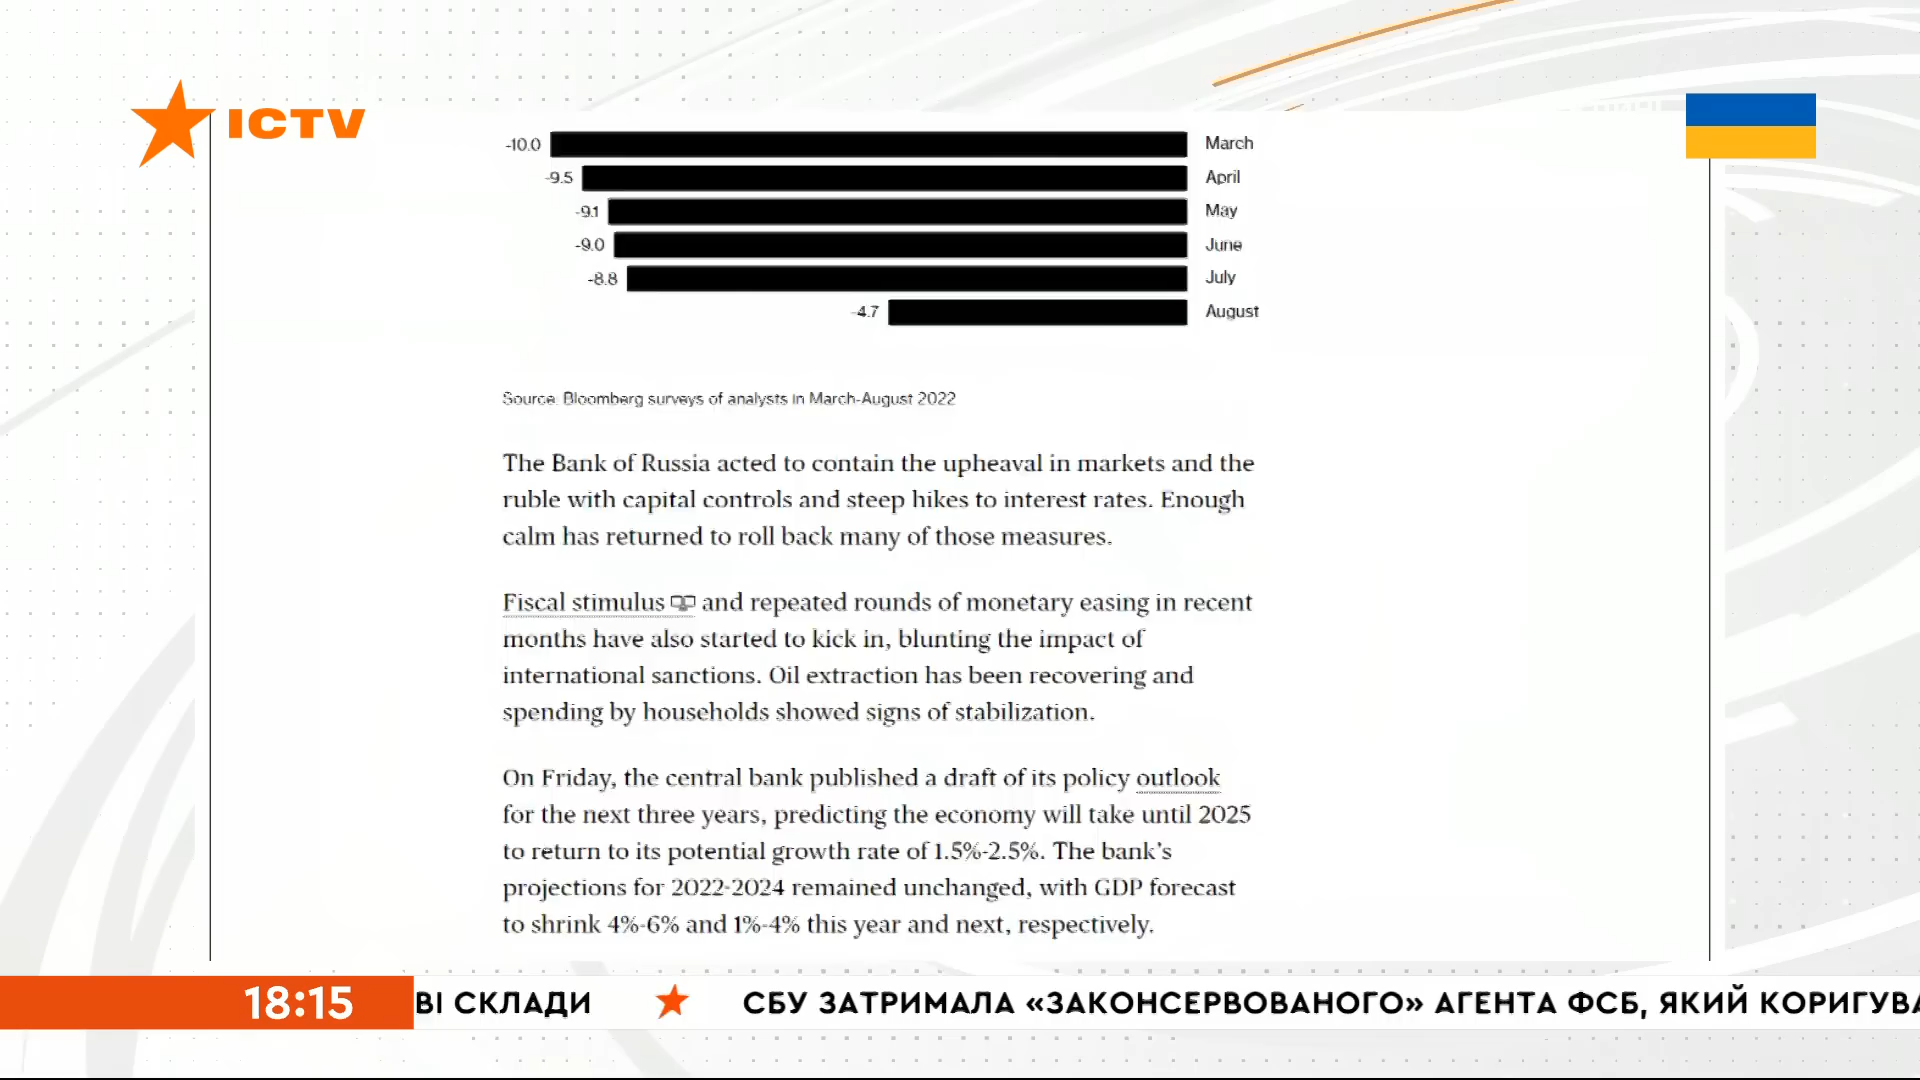 ICTV
-10.0 March
-9.5 April
-9.1 May
-9.0 June
-8.8 July
-4.7 August
Source: Bloomberg surveys of analysts in March-August 2022
The Bank of Russia acted to contain the upheaval in markets and the
ruble with capital controls and steep hikes to interest rates. Enough
calm has returned to roll back many of those measures.
Fiscal stimulus and repeated rounds of monetary easing in recent
months have also started to kick in, blunting the impact of
international sanctions. Oil extraction has been recovering and
spending by households showed signs of stabilization.
On Friday, the central bank published a draft of its policy outlook
for the next three years, predicting the economy will take until 2025
to return to its potential growth rate of 1.5%-2.5%. The bank's
projections for 2022-2024 remained unchanged, with GDP forecast
to shrink 4%-6% and 1%-4% this year and next, respectively.
18:15 ВІ СКЛАДИ СБУ ЗАТРИМАЛА «ЗАКОНСЕРВОВАНОГО» АГЕНТА ФСБ, ЯКИЙ КОРИГУВА